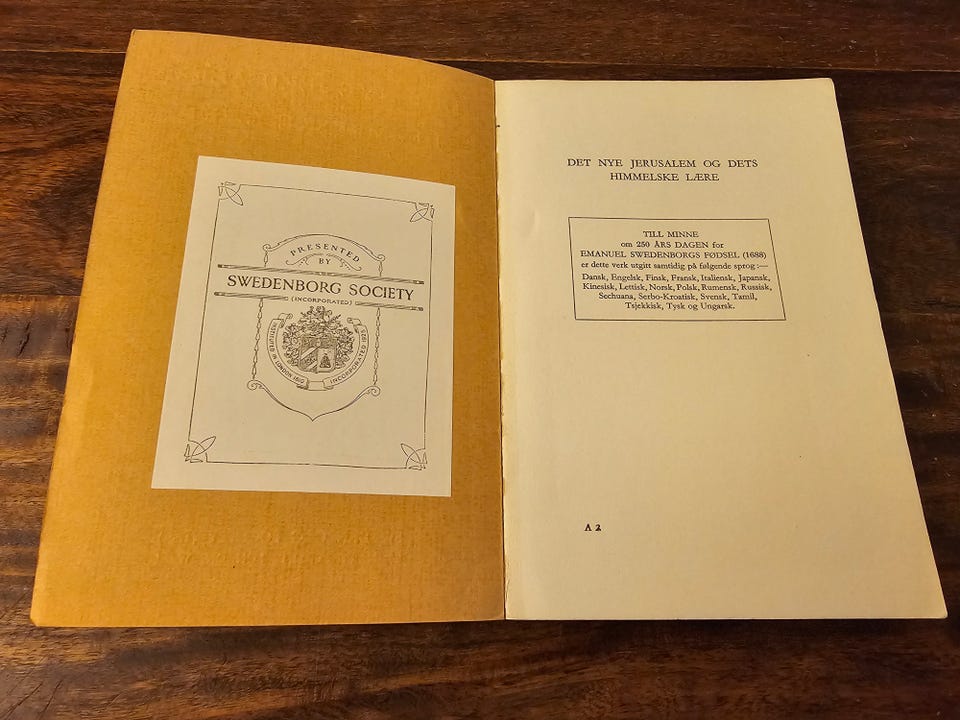 PRESENTED
BY
SWEDENBORG SOCIETY
(INCORPORATED)
INSTITUTED IN LONDON 1810
INCORPORATED 1925
DET NYE JERUSALEM OG DETS
HIMMELSKE LÆRE
TILL MINNE
om 250 ÅRS DAGEN for
EMANUEL SWEDENBORGS FØDSEL (1688)
er dette verk utgitt samtidig på følgende sprog :—
Dansk, Engelsk, Finsk, Fransk, Italiensk, Japansk,
Kinesisk, Lettisk, Norsk, Polsk, Rumensk, Russisk,
Sechuana, Serbo-Kroatisk, Svensk, Tamil,
Tsjekkisk, Tysk og Ungarsk.
A 2